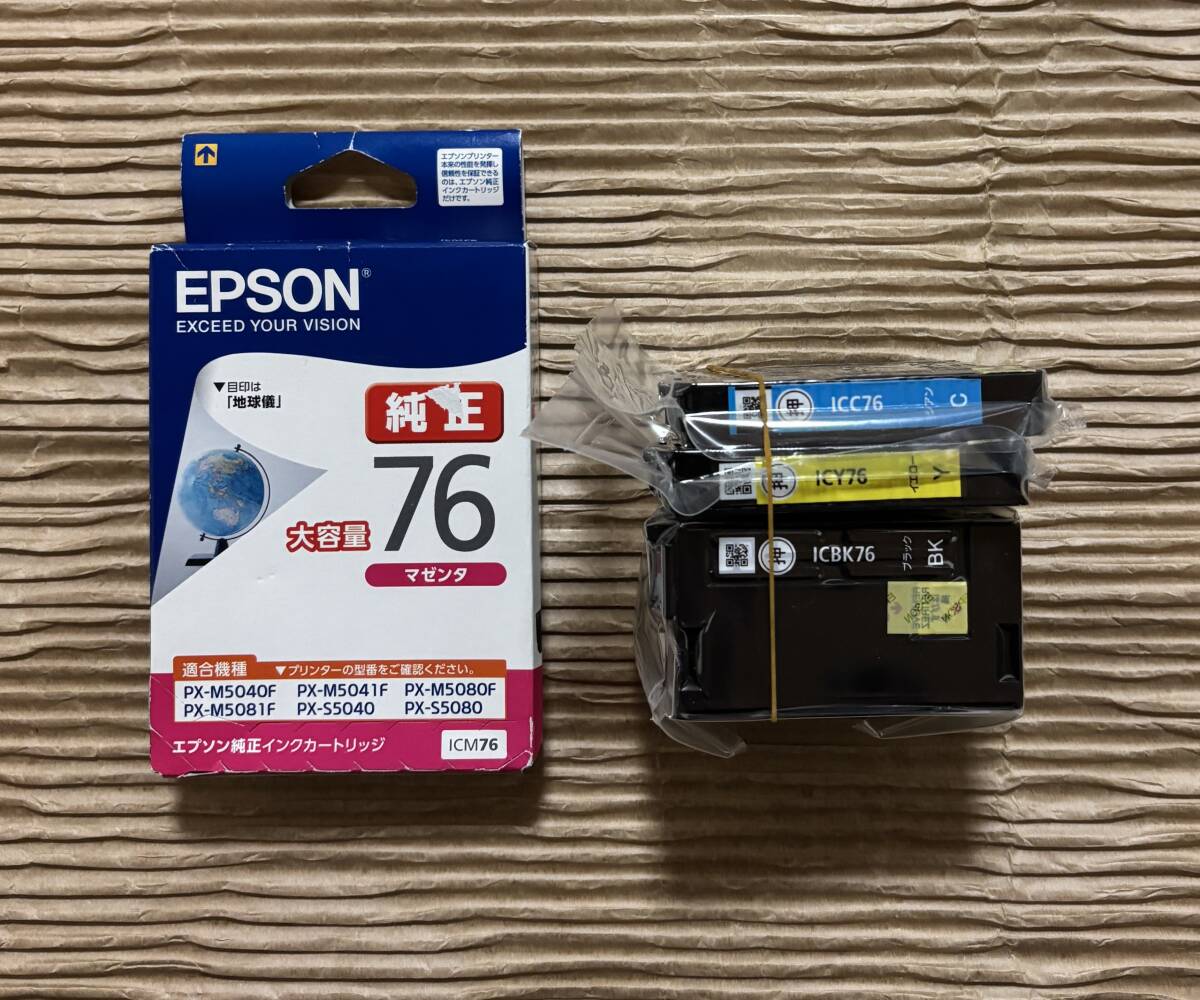 エプソンプリンター
本来の性能を発揮し
信頼性を保証できる
のは、エプソン純正
インクカートリッジ
だけです。
EPSON®
EXCEED YOUR VISION
▼目印は
「地球儀」
純正
76
大容量
マゼンタ
適合機種 ▼プリンターの型番をご確認ください。
PX-M5040F PX-M5041F PX-M5080F
PX-M5081F PX-S5040 PX-S5080
エプソン純正インクカートリッジ
ICM76
押 ICC76 シアン C
押 ICY76 イエロー Y
押 ICBK76 ブラック BK